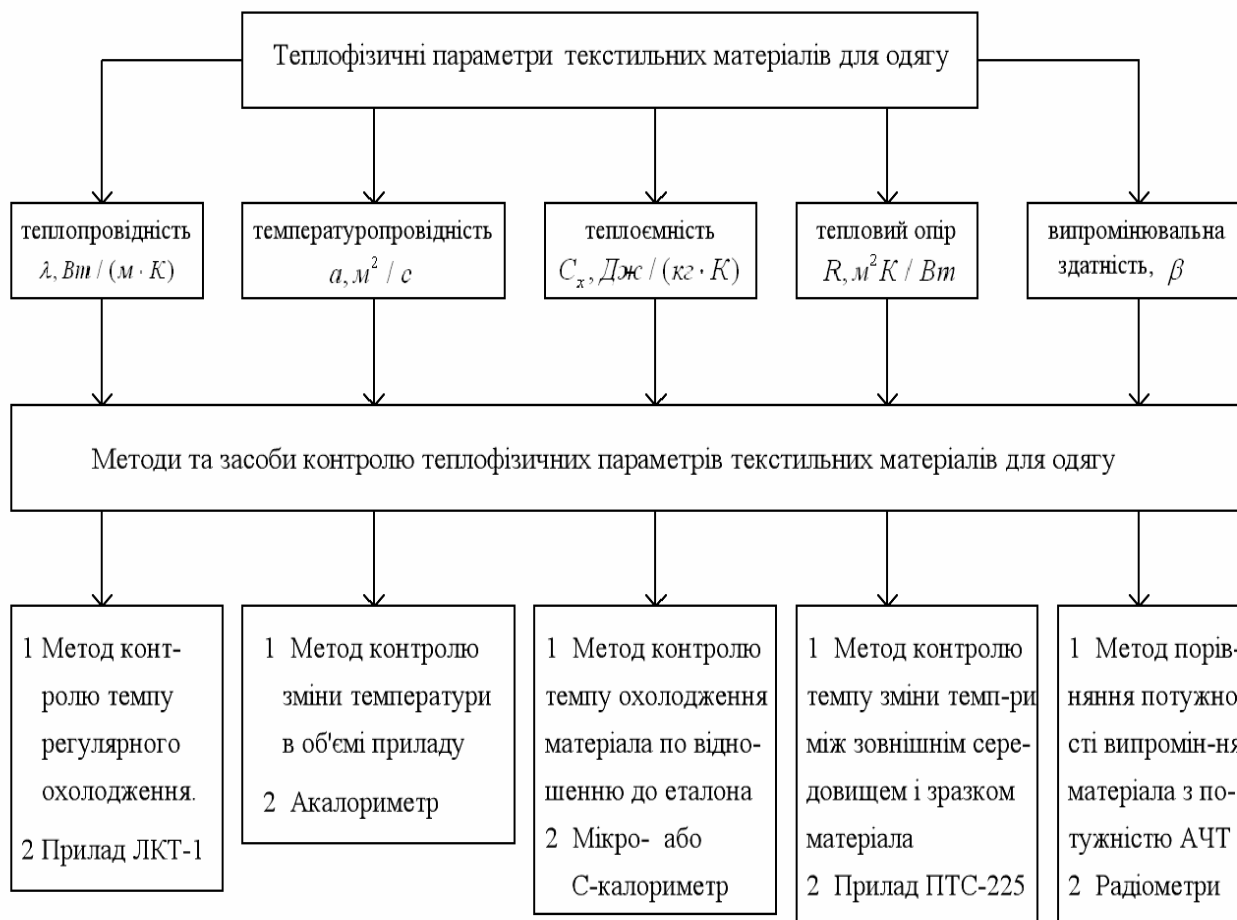 Теплофізичні параметри текстильних матеріалів для одягу
теплопровідність
λ, Вт / (м · К)
температуропровідність
a, м² / с
теплоємність
Cₓ, Дж / (кг · К)
тепловий опір
R, м² К / Вт
випромінювальна
здатність, β
Методи та засоби контролю теплофізичних параметрів текстильних матеріалів для одягу
1 Метод конт-
ролю темпу
регулярного
охолодження.
2 Прилад ЛКТ-1
1 Метод контролю
зміни температури
в об'ємі приладу
2 Акалориметр
1 Метод контролю
темпу охолодження
матеріала по відно-
шенню до еталона
2 Мікро- або
С-калориметр
1 Метод контролю
темпу зміни темп-ри
між зовнішнім сере-
довищем і зразком
матеріала
2 Прилад ПТС-225
1 Метод порів-
няння потужно
сті випромін-ня
матеріала з по-
тужністю АЧТ
2 Радіометри